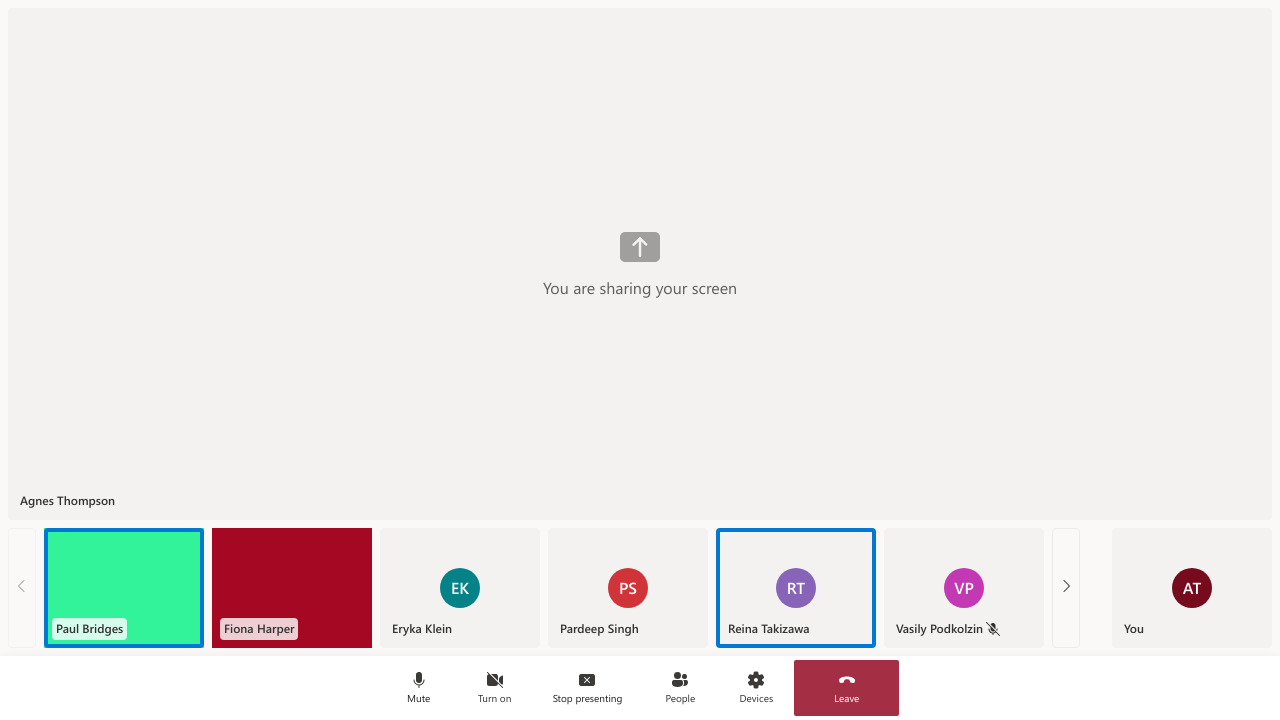 You are sharing your screen
Agnes Thompson
Paul Bridges
Fiona Harper
EK
Eryka Klein
PS
Pardeep Singh
RT
Reina Takizawa
VP
Vasily Podkolzin
AT
You
Mute
Turn on
Stop presenting
People
Devices
Leave